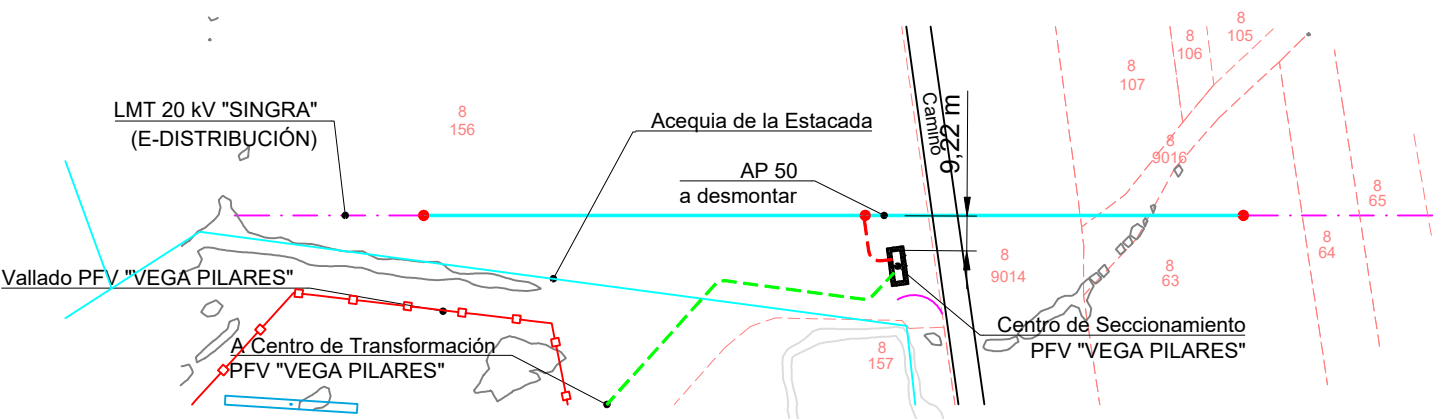 8
105
8
106
8
107
LMT 20 kV "SINGRA"
(E-DISTRIBUCIÓN)
8
156
Acequia de la Estacada
Camino
9,22 m
AP 50
a desmontar
8
9016
8
65
8
64
8
9014
8
63
Vallado PFV "VEGA PILARES"
Centro de Seccionamiento
PFV "VEGA PILARES"
A Centro de Transformación
PFV "VEGA PILARES"
8
157